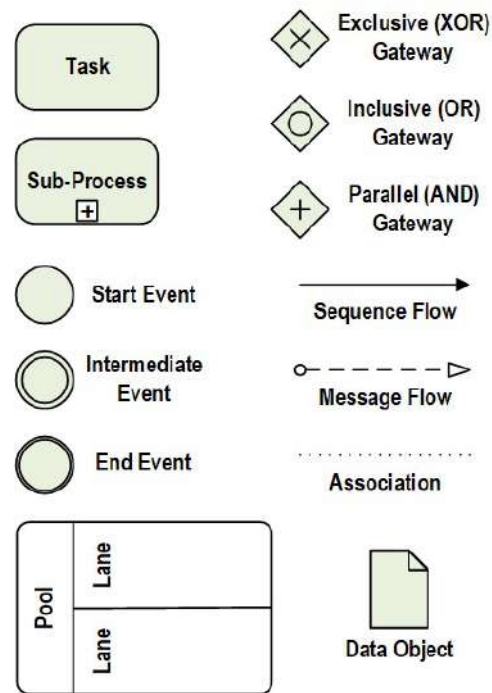 Task
Sub-Process
Start Event
Intermediate
Event
End Event
Pool
Lane
Lane
Exclusive (XOR)
Gateway
Inclusive (OR)
Gateway
Parallel (AND)
Gateway
Sequence Flow
Message Flow
Association
Data Object